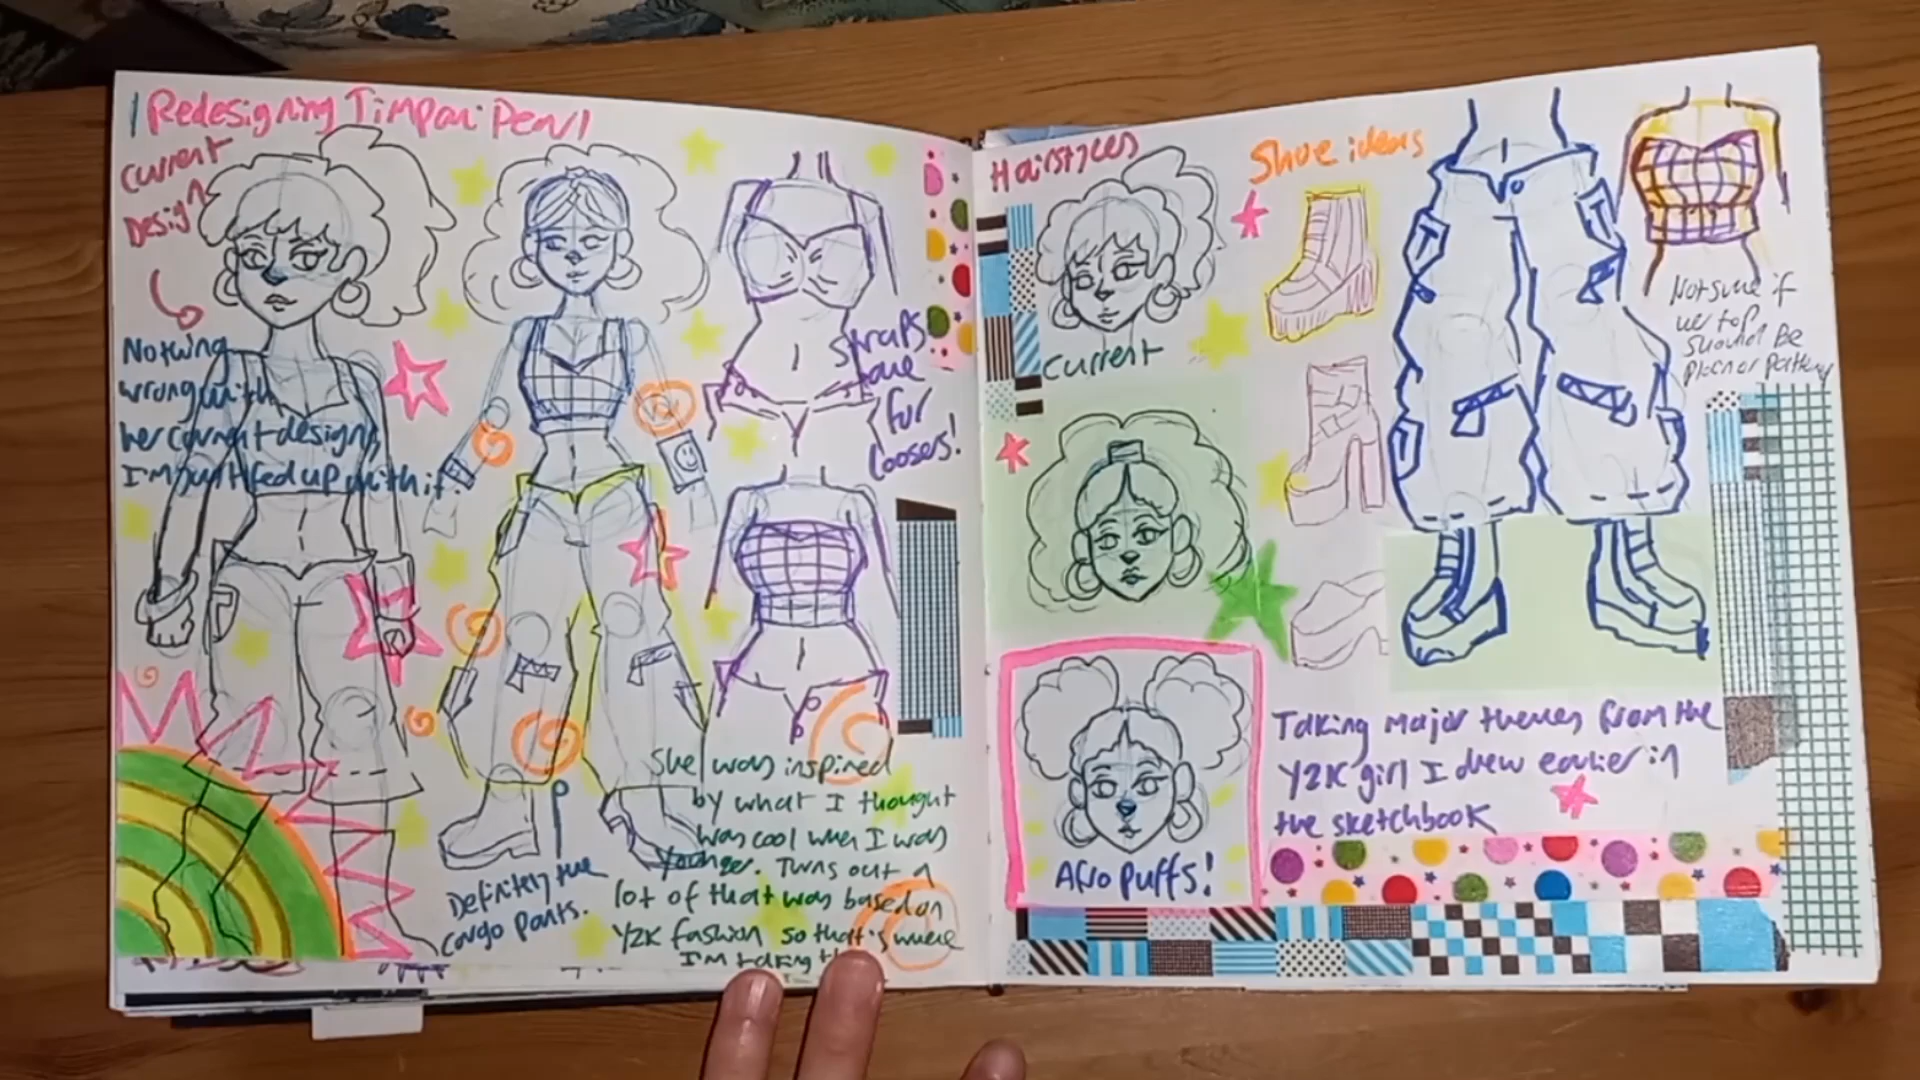 Redesigning Timpani Pearl
Current
Design
Nothing
wrong with
her current design,
I'm just fed up with it.
straps
are
for
loosers!
She was inspired
by what I thought
was cool when I was
younger. Turns out a
lot of that was based on
Y2K fashion so that's where
I'm taking
Definitely the
cargo pants.
Hairstyles
Current
Afro puffs!
Shoe ideas
Not sure if
top
should be
plain or pattern
Taking major themes from the
Y2K girl I drew earlier in
the sketchbook